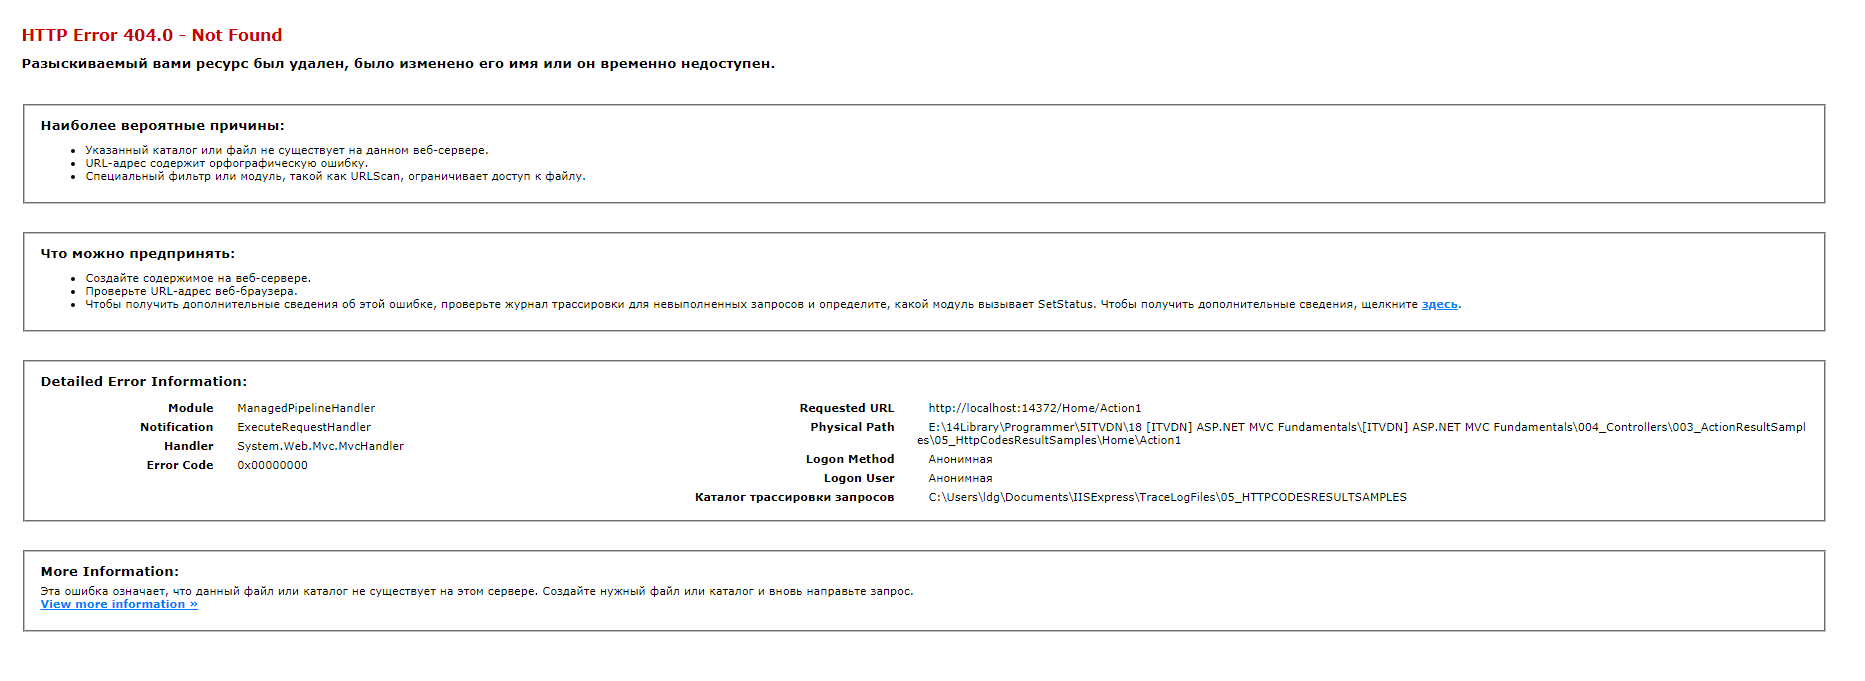 HTTP Error 404.0 - Not Found
Разыскиваемый вами ресурс был удален, было изменено его имя или он временно недоступен.
Наиболее вероятные причины:
Указанный каталог или файл не существует на данном веб-сервере.
URL-адрес содержит орфографическую ошибку.
Специальный фильтр или модуль, такой как URLScan, ограничивает доступ к файлу.
Что можно предпринять:
Создайте содержимое на веб-сервере.
Проверьте URL-адрес веб-браузера.
Чтобы получить дополнительные сведения об этой ошибке, проверьте журнал трассировки для невыполненных запросов и определите, какой модуль вызывает SetStatus. Чтобы получить дополнительные сведения, щелкните здесь.
Detailed Error Information:
Module ManagedPipelineHandler
Notification ExecuteRequestHandler
Handler System.Web.Mvc.MvcHandler
Error Code 0x00000000
Requested URL http://localhost:14372/Home/Action1
Physical Path E:\14Library\Programmer\5ITVDN\18 [ITVDN] ASP.NET MVC Fundamentals\[ITVDN] ASP.NET MVC Fundamentals\004_Controllers\003_ActionResultSampl
es\05_HttpCodesResultSamples\Home\Action1
Logon Method Анонимная
Logon User Анонимная
Каталог трассировки запросов C:\Users\ldg\Documents\IISExpress\TraceLogFiles\05_HTTPCODESRESULTSAMPLES
More Information:
Эта ошибка означает, что данный файл или каталог не существует на этом сервере. Создайте нужный файл или каталог и вновь направьте запрос.
View more information »